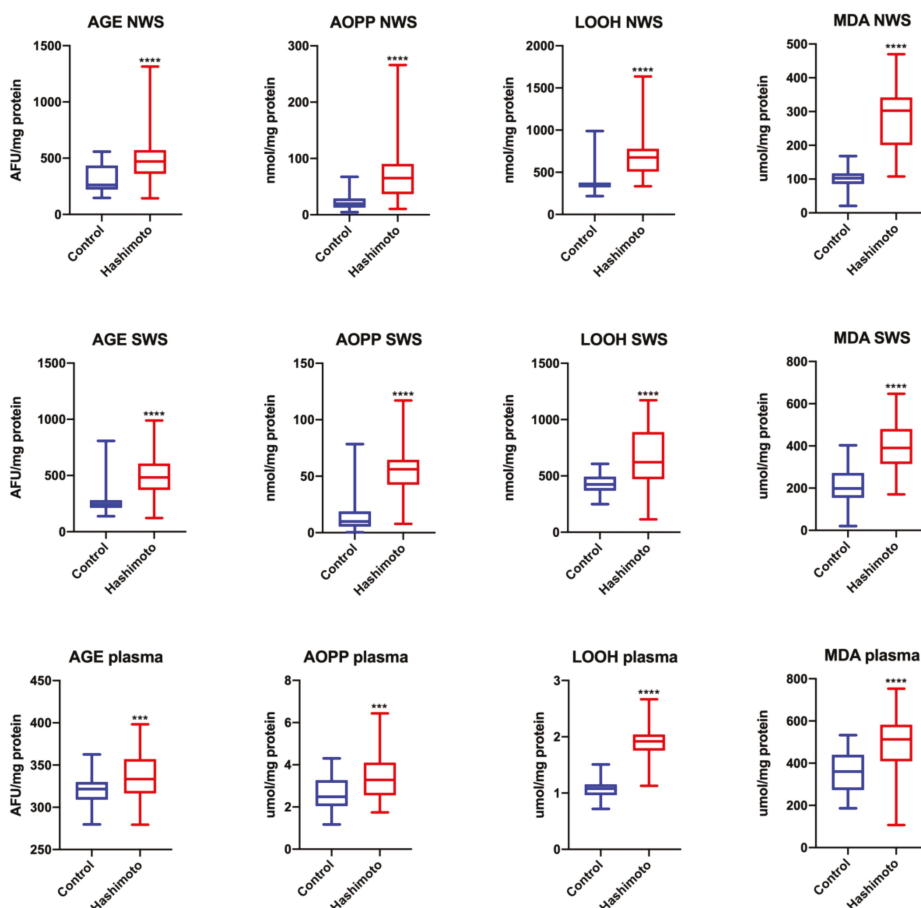 AGE NWS
AFU/mg protein
1500
1000
500
0
****
Control
Hashimoto
AOPP NWS
nmol/mg protein
300
200
100
0
****
Control
Hashimoto
LOOH NWS
nmol/mg protein
2000
1500
1000
500
0
****
Control
Hashimoto
MDA NWS
umol/mg protein
500
400
300
200
100
0
****
Control
Hashimoto
AGE SWS
AFU/mg protein
1500
1000
500
0
****
Control
Hashimoto
AOPP SWS
nmol/mg protein
150
100
50
0
****
Control
Hashimoto
LOOH SWS
nmol/mg protein
1500
1000
500
0
****
Control
Hashimoto
MDA SWS
umol/mg protein
800
600
400
200
0
****
Control
Hashimoto
AGE plasma
AFU/mg protein
450
400
350
300
250
***
Control
Hashimoto
AOPP plasma
umol/mg protein
8
6
4
2
0
***
Control
Hashimoto
LOOH plasma
umol/mg protein
3
2
1
0
****
Control
Hashimoto
MDA plasma
umol/mg protein
800
600
400
200
0
****
Control
Hashimoto